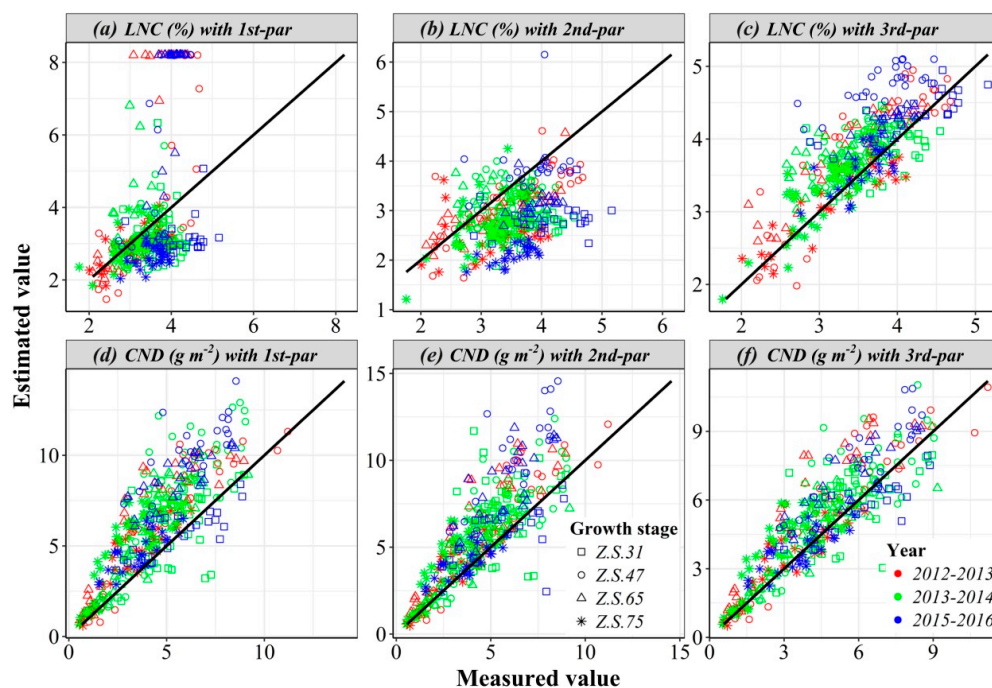 (a) LNC (%) with 1st-par
(b) LNC (%) with 2nd-par
(c) LNC (%) with 3rd-par
8
6
4
2
2 4 6 8
6
5
4
3
2
1
2 3 4 5 6
5
4
3
2
2 3 4 5
Estimated value
(d) CND (g m⁻²) with 1st-par
(e) CND (g m⁻²) with 2nd-par
(f) CND (g m⁻²) with 3rd-par
10
5
0
0 5 10
15
10
5
0
0 5 10 15
Growth stage
Z.S.31
Z.S.47
Z.S.65
Z.S.75
9
6
3
0
0 3 6 9
Year
2012-2013
2013-2014
2015-2016
Measured value